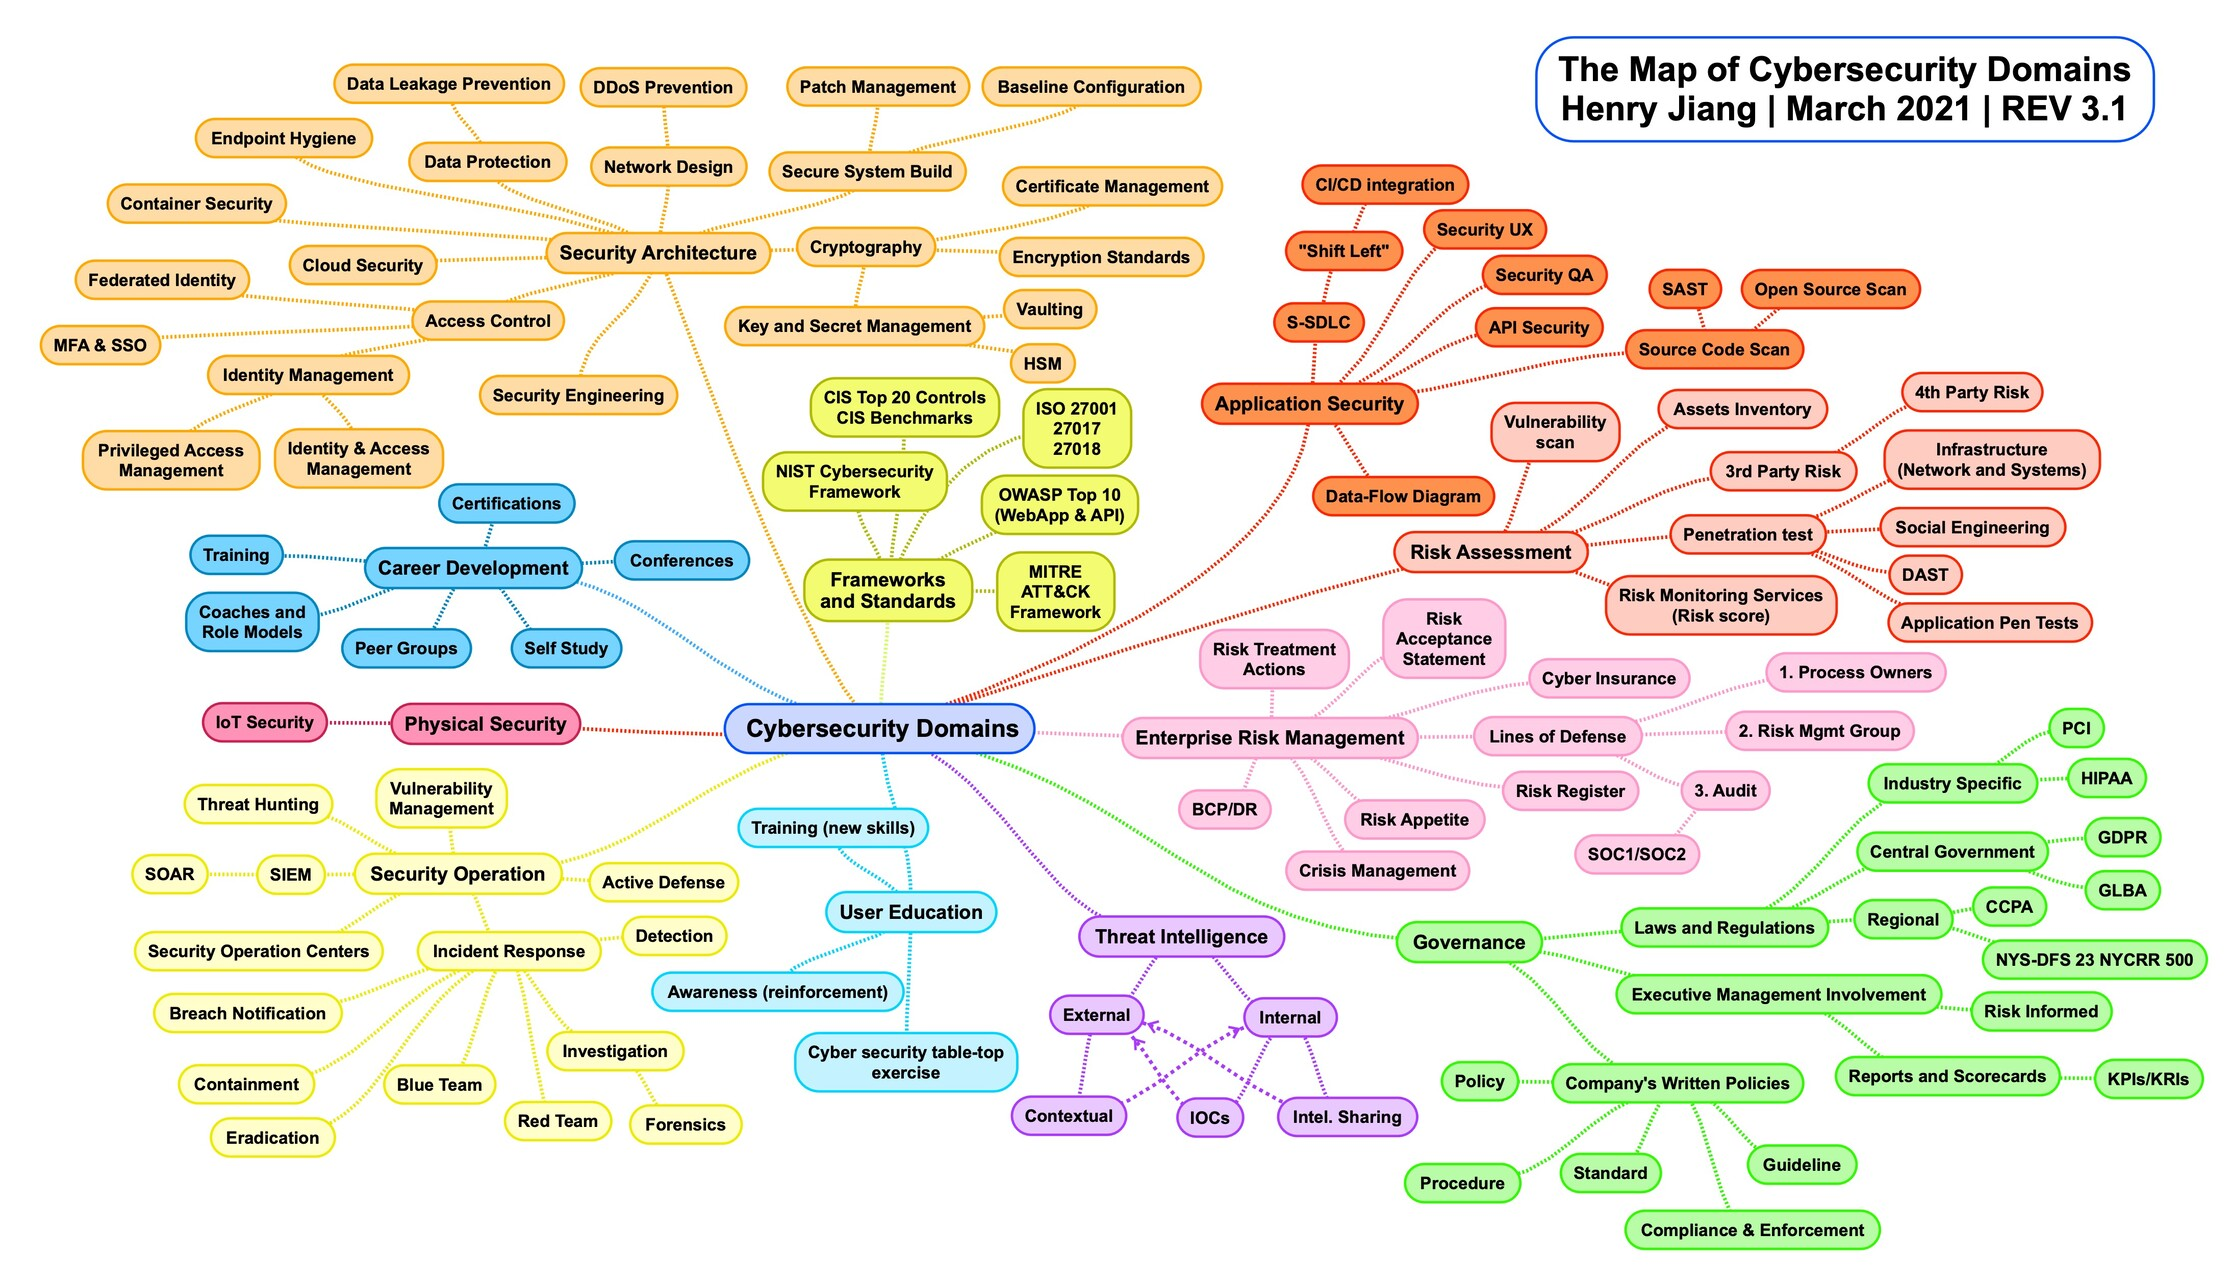 The Map of Cybersecurity Domains
Henry Jiang | March 2021 | REV 3.1
Data Leakage Prevention
DDoS Prevention
Patch Management
Baseline Configuration
Endpoint Hygiene
Data Protection
Network Design
Secure System Build
Container Security
Certificate Management
Security Architecture
Cryptography
Encryption Standards
Cloud Security
Federated Identity
Access Control
Key and Secret Management
Vaulting
HSM
MFA & SSO
Identity Management
Security Engineering
Privileged Access
Management
Identity & Access
Management
CI/CD integration
"Shift Left"
S-SDLC
Security UX
Security QA
API Security
SAST
Open Source Scan
Source Code Scan
Application Security
Data-Flow Diagram
CIS Top 20 Controls
CIS Benchmarks
ISO 27001
27017
27018
NIST Cybersecurity
Framework
OWASP Top 10
(WebApp & API)
Frameworks
and Standards
MITRE
ATT&CK
Framework
Certifications
Training
Career Development
Conferences
Coaches and
Role Models
Peer Groups
Self Study
Vulnerability
scan
Assets Inventory
4th Party Risk
3rd Party Risk
Infrastructure
(Network and Systems)
Penetration test
Social Engineering
Risk Assessment
DAST
Risk Monitoring Services
(Risk score)
Application Pen Tests
IoT Security
Physical Security
Cybersecurity Domains
Risk Treatment
Actions
Risk
Acceptance
Statement
Cyber Insurance
1. Process Owners
Enterprise Risk Management
Lines of Defense
2. Risk Mgmt Group
3. Audit
SOC1/SOC2
Risk Register
BCP/DR
Risk Appetite
Crisis Management
Threat Hunting
Vulnerability
Management
SOAR
SIEM
Security Operation
Active Defense
Security Operation Centers
Incident Response
Detection
Breach Notification
Containment
Eradication
Blue Team
Red Team
Investigation
Forensics
Training (new skills)
User Education
Awareness (reinforcement)
Cyber security table-top
exercise
Threat Intelligence
External
Internal
Contextual
IOCs
Intel. Sharing
Governance
Laws and Regulations
Industry Specific
PCI
HIPAA
Central Government
GDPR
GLBA
Regional
CCPA
NYS-DFS 23 NYCRR 500
Executive Management Involvement
Risk Informed
Reports and Scorecards
KPIs/KRIs
Company's Written Policies
Policy
Procedure
Standard
Guideline
Compliance & Enforcement